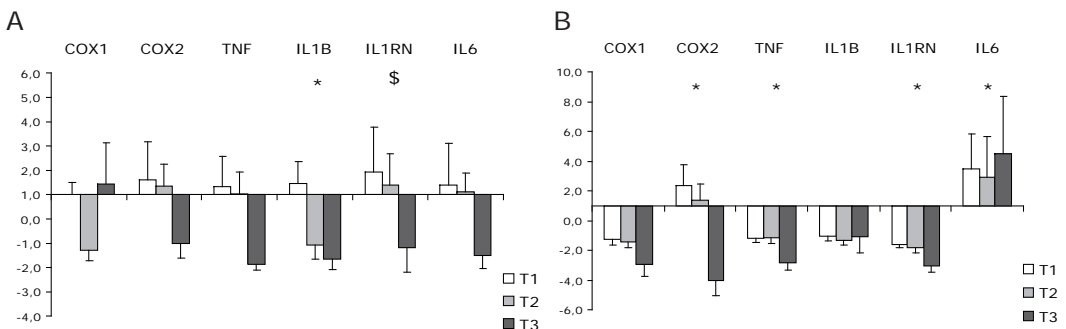 A
COX1 COX2 TNF IL1B IL1RN IL6
* $
6,0
5,0
4,0
3,0
2,0
1,0
0,0
-1,0
-2,0
-3,0
-4,0
T1
T2
T3
B
COX1 COX2 TNF IL1B IL1RN IL6
* * * *
10,0
8,0
6,0
4,0
2,0
0,0
-2,0
-4,0
-6,0
T1
T2
T3